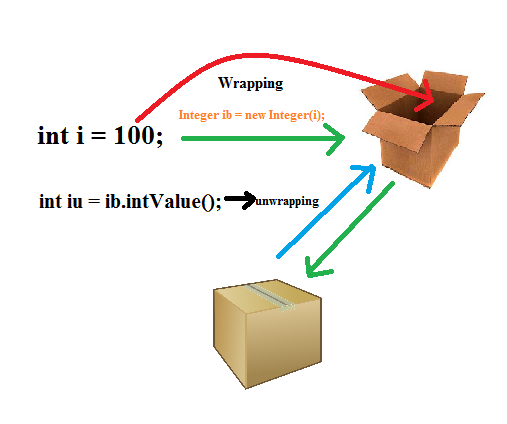 Wrapping
Integer ib = new Integer(i);
int i = 100;
int iu = ib.intValue();
unwrapping